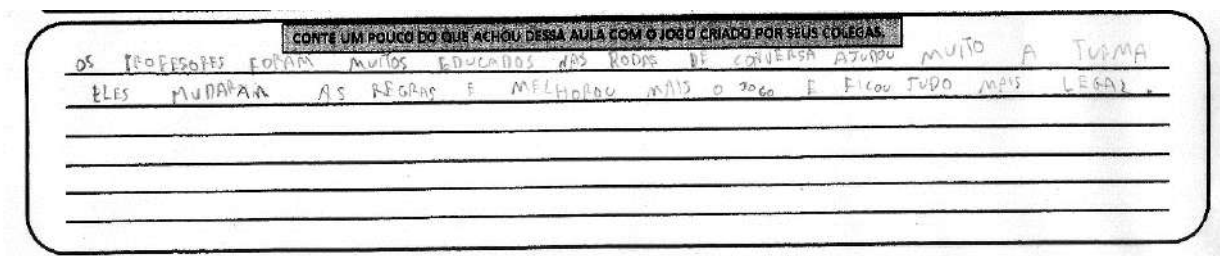 CONTE UM POUCO DO QUE ACHOU DESSA AULA COM O JOGO CRIADO POR SEUS COLEGAS.
OS PROFESSORES FORAM MUITOS EDUCADOS NAS RODAS DE CONVERSA AJUDOU MUITO A TURMA
ELES MUDARAM AS REGRAS E MELHOROU MAIS O JOGO E FICOU TUDO MAIS LEGAL.